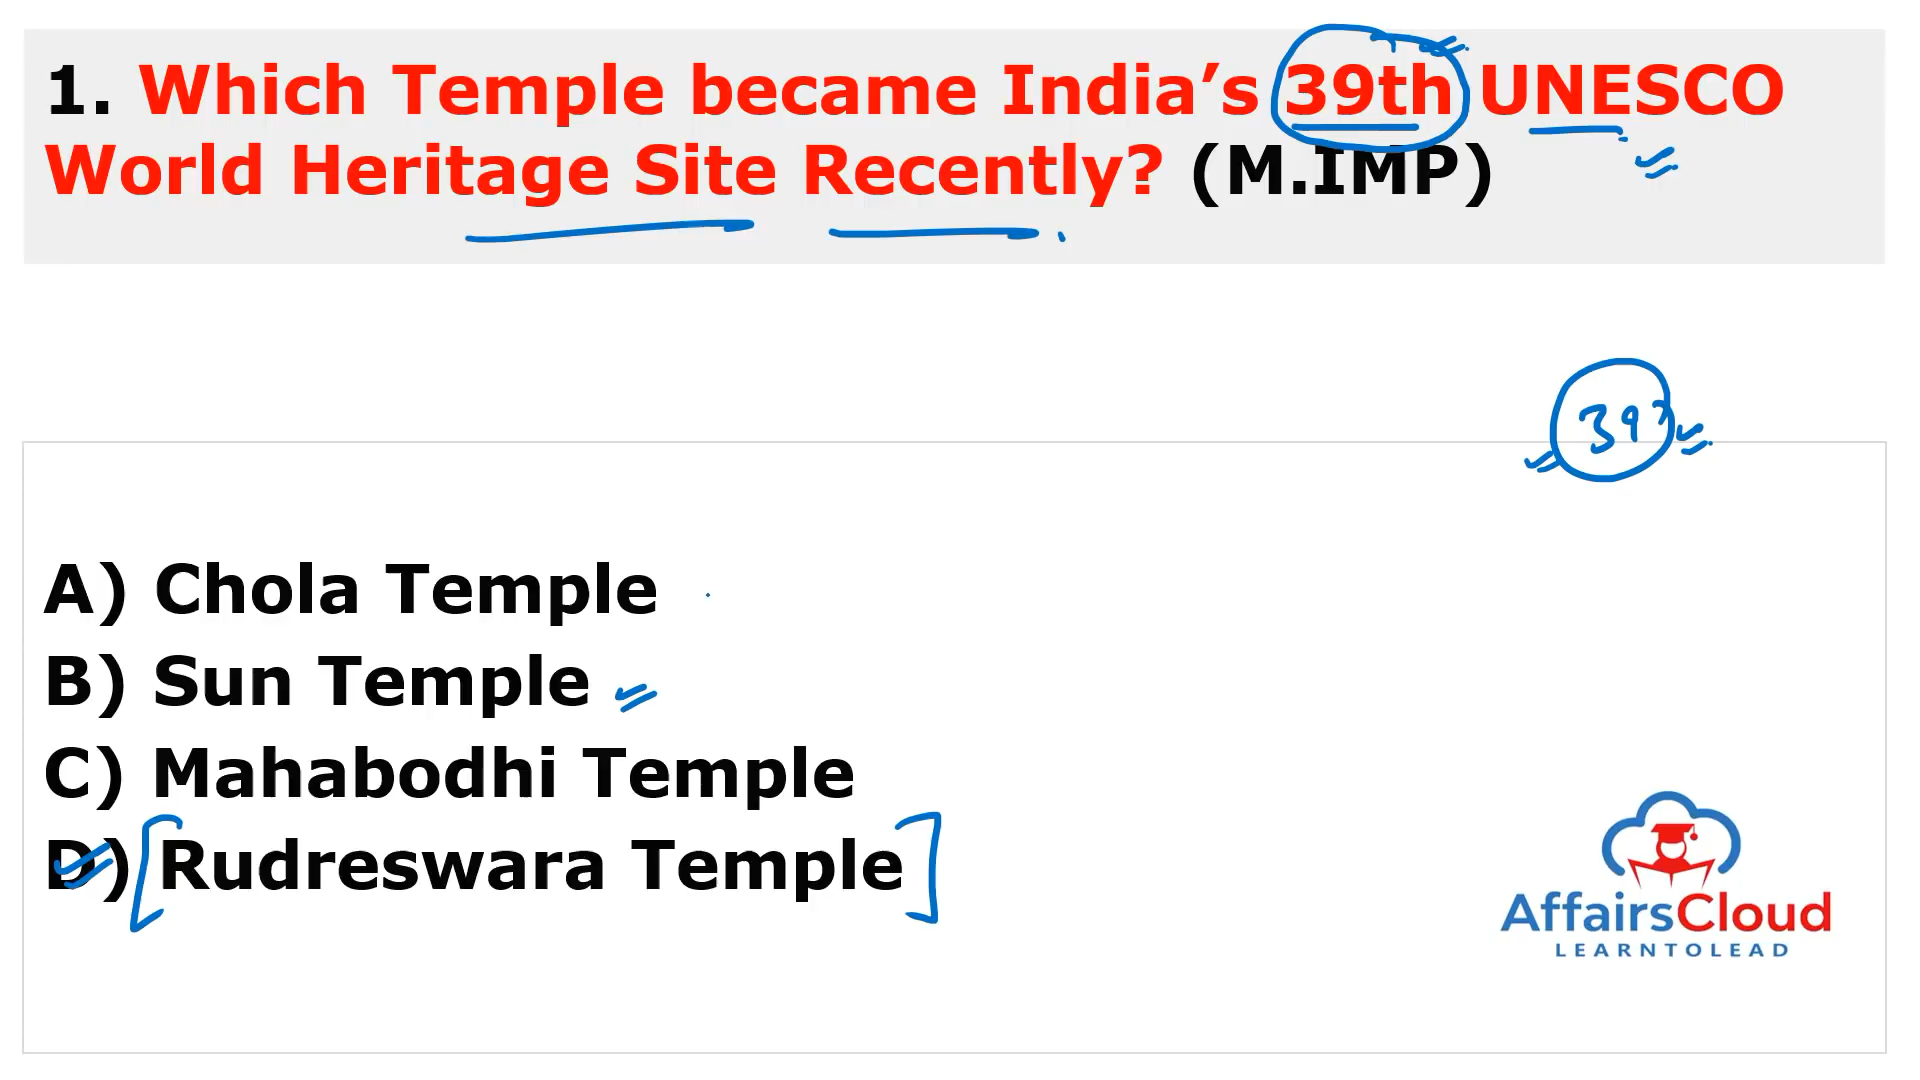 1. Which Temple became India’s 39th UNESCO
World Heritage Site Recently? (M.IMP)
39
A) Chola Temple
B) Sun Temple
C) Mahabodhi Temple
D) Rudreswara Temple
AffairsCloud
LEARNTOLEAD